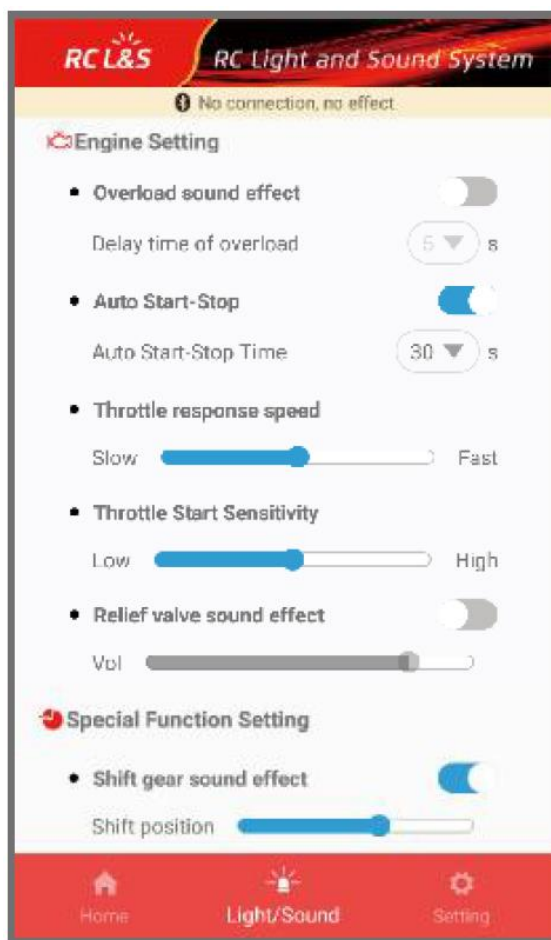 RC L&S
RC Light and Sound System
No connection, no effect
Engine Setting
• Overload sound effect
Delay time of overload 5 s
• Auto Start-Stop
Auto Start-Stop Time 30 s
• Throttle response speed
Slow Fast
• Throttle Start Sensitivity
Low High
• Relief valve sound effect
Vol
Special Function Setting
• Shift gear sound effect
Shift position
Home Light/Sound Setting